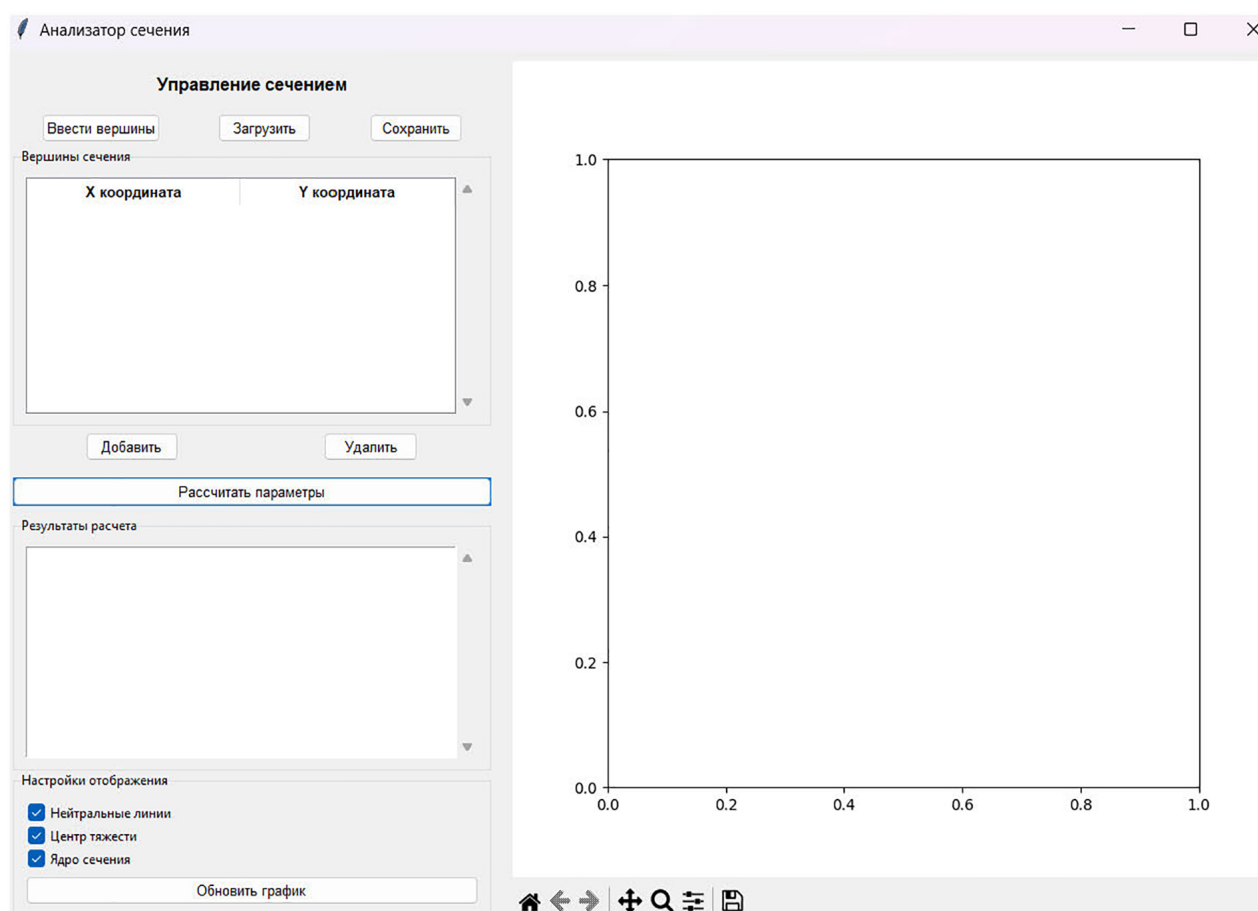 Анализатор сечения
Управление сечением
Ввести вершины Загрузить Сохранить
Вершины сечения
X координата Y координата
Добавить Удалить
Рассчитать параметры
Результаты расчета
Настройки отображения
Нейтральные линии
Центр тяжести
Ядро сечения
Обновить график
1.0
0.8
0.6
0.4
0.2
0.0
0.0 0.2 0.4 0.6 0.8 1.0